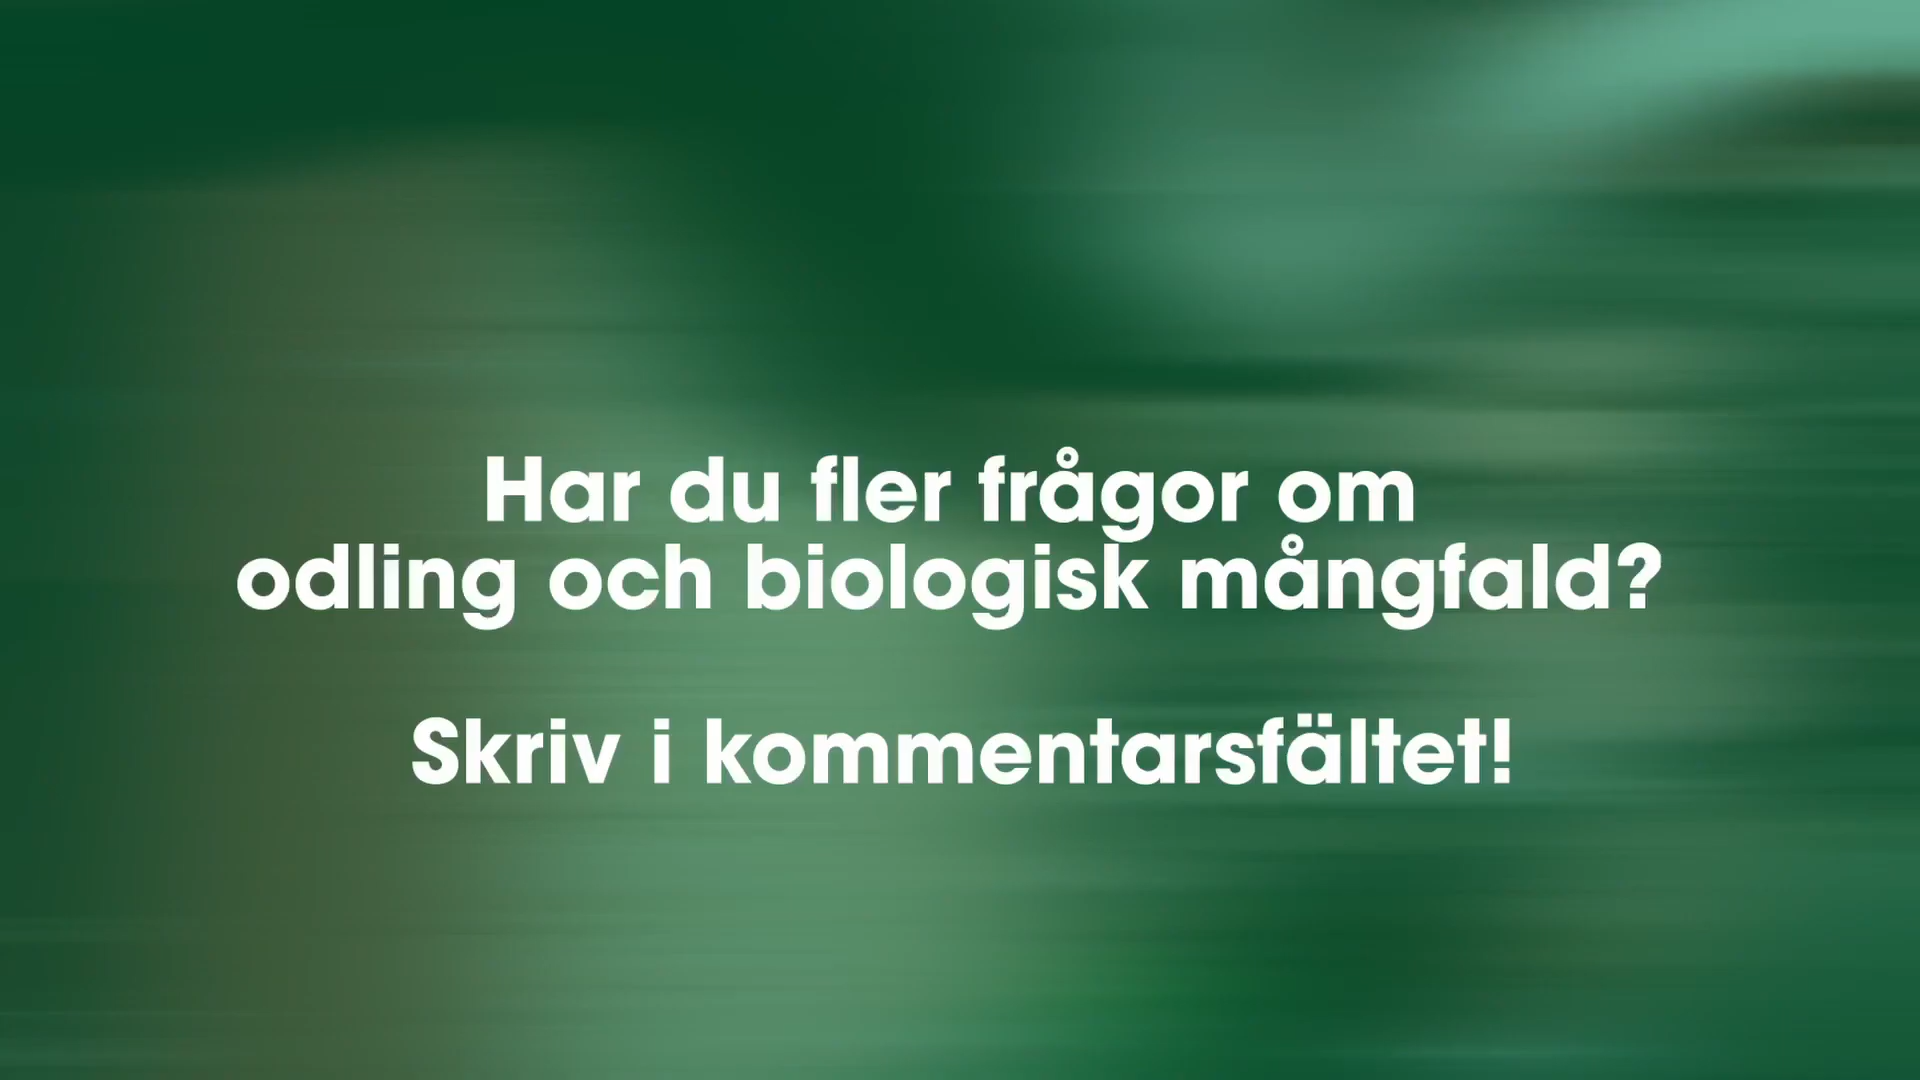 Har du fler frågor om
odling och biologisk mångfald?
Skriv i kommentarsfältet!